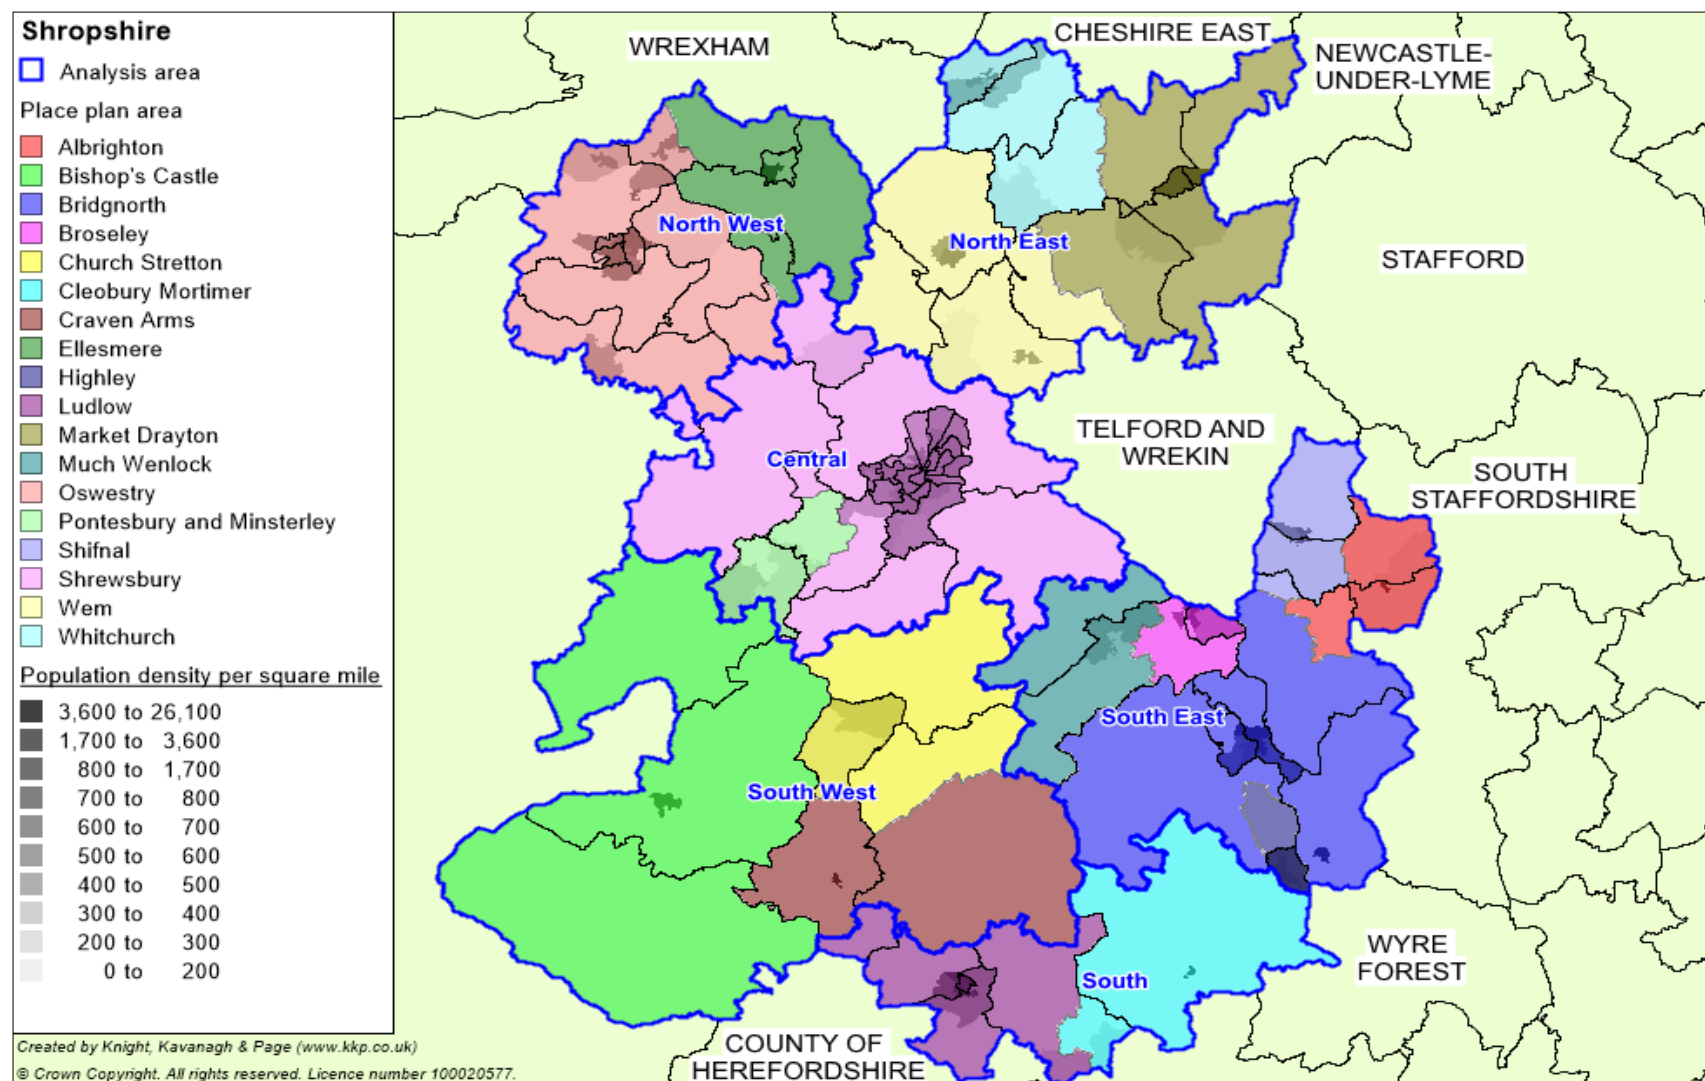 Shropshire
Analysis area
Place plan area
Albrighton
Bishop's Castle
Bridgnorth
Broseley
Church Stretton
Cleobury Mortimer
Craven Arms
Ellesmere
Highley
Ludlow
Market Drayton
Much Wenlock
Oswestry
Pontesbury and Minsterley
Shifnal
Shrewsbury
Wem
Whitchurch
Population density per square mile
3,600 to 26,100
1,700 to 3,600
800 to 1,700
700 to 800
600 to 700
500 to 600
400 to 500
300 to 400
200 to 300
0 to 200
Created by Knight, Kavanagh & Page (www.kkp.co.uk)
© Crown Copyright. All rights reserved. Licence number 100020577.
WREXHAM
CHESHIRE EAST
NEWCASTLE-
UNDER-LYME
North West
North East
STAFFORD
TELFORD AND
WREKIN
Central
SOUTH
STAFFORDSHIRE
South East
South West
WYRE
FOREST
South
COUNTY OF
HEREFORDSHIRE